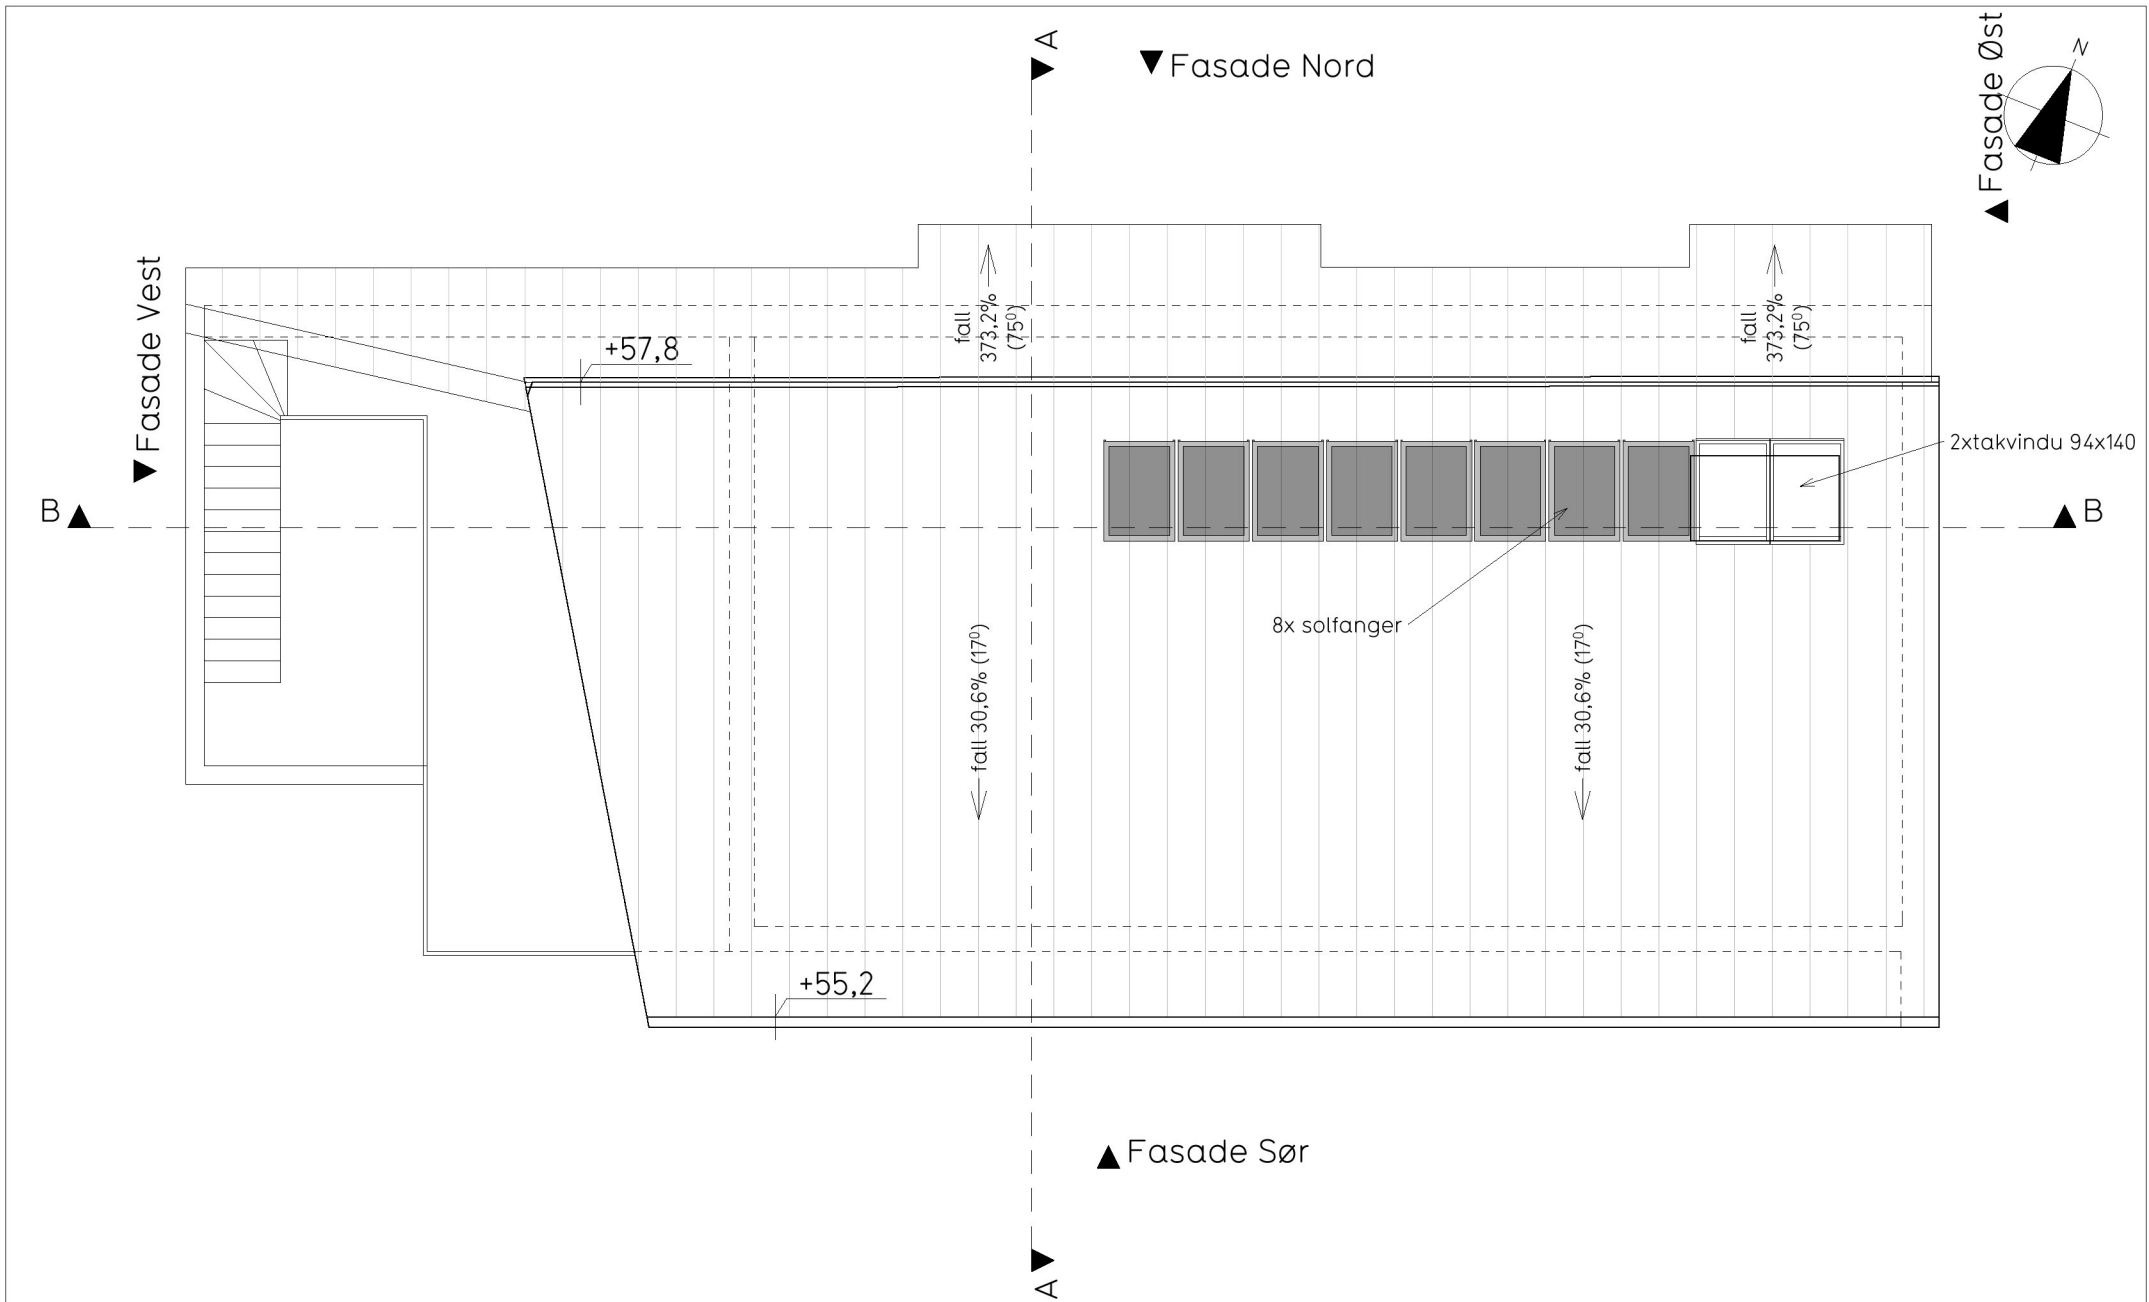 A
Fasade Nord
Fasade Øst
N
Fasade Vest
fall
373,2%
(75⁰)
fall
373,2%
(75⁰)
+57,8
2xtakvindu 94x140
B
B
8x solfanger
fall 30,6% (17⁰)
fall 30,6% (17⁰)
+55,2
Fasade Sør
A